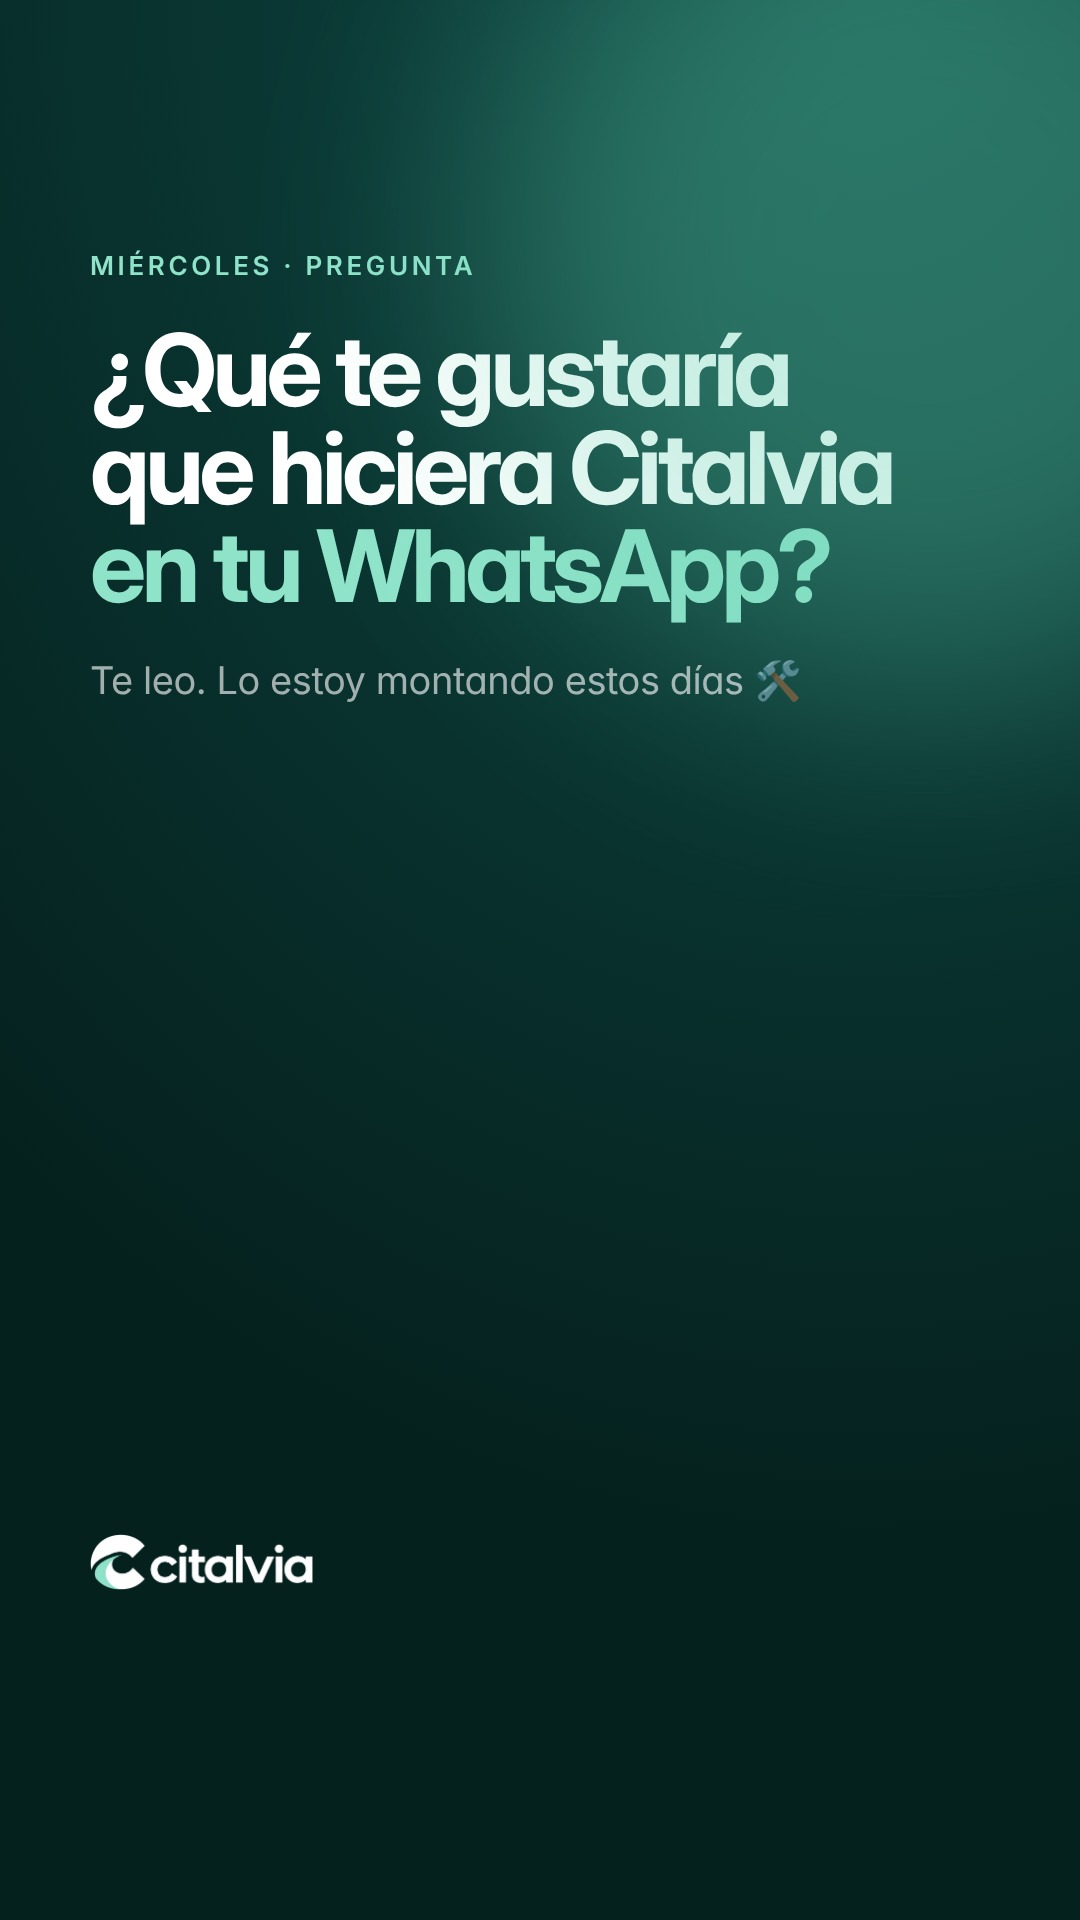 MIÉRCOLES · PREGUNTA
¿Qué te gustaría
que hiciera Citalvia
en tu WhatsApp?
Te leo. Lo estoy montando estos días 🛠️
citalvia